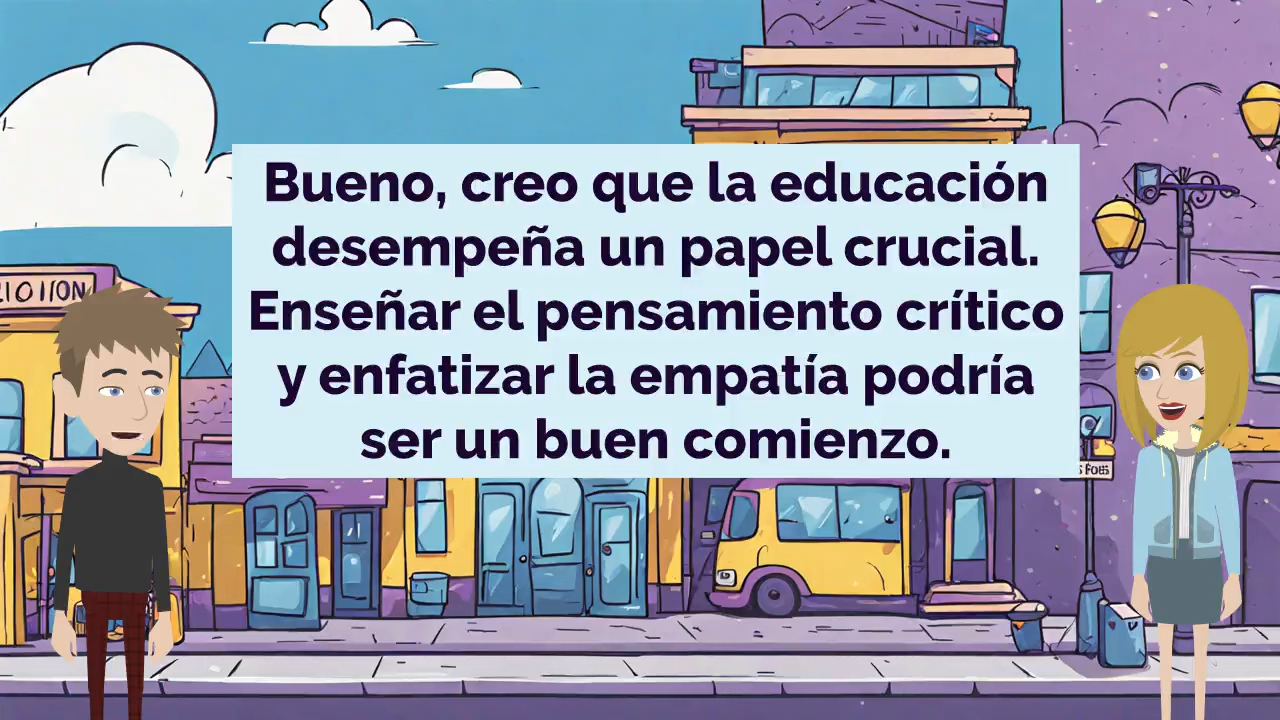 Bueno, creo que la educación
desempeña un papel crucial.
Enseñar el pensamiento crítico
y enfatizar la empatía podría
ser un buen comienzo.